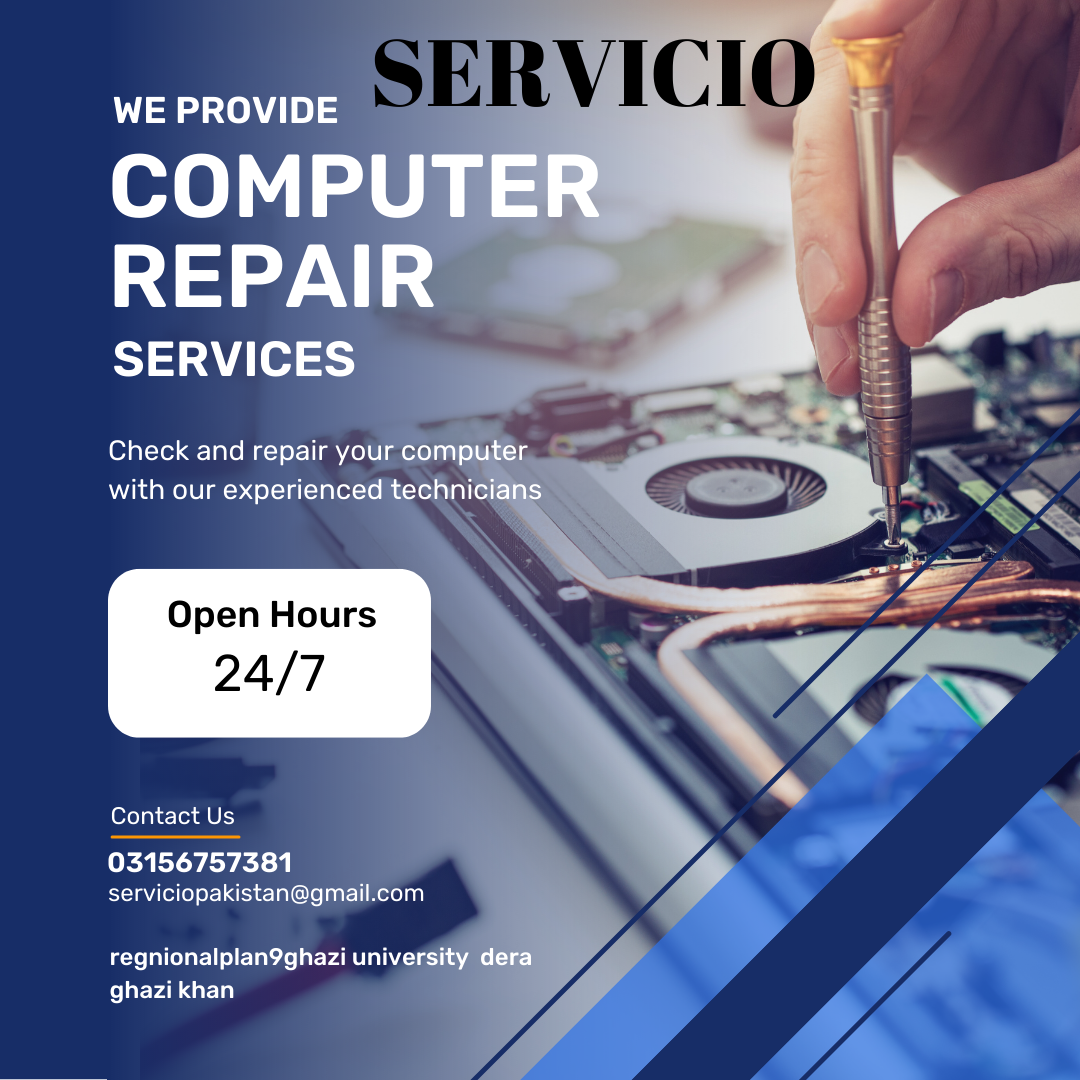 SERVICIO
WE PROVIDE
COMPUTER
REPAIR
SERVICES
Check and repair your computer
with our experienced technicians
Open Hours
24/7
Contact Us
03156757381
serviciopakistan@gmail.com
regnionalplan9ghazi university dera
ghazi khan